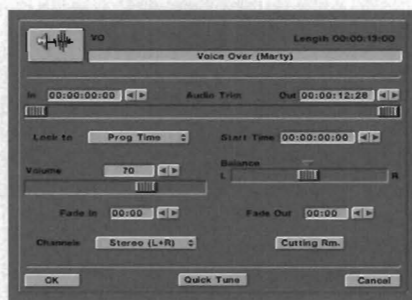 VO Length 00:00:13:00
Voice Over (Marty)
In 00:00:00:00 Audio Trim Out 00:00:12:28
Lock to Prog Time Start Time 00:00:00:00
Volume 70 Balance
L R
Fade In 00:00 Fade Out 00:00
Channels Stereo (L+R) Cutting Rm.
OK Quick Tune Cancel